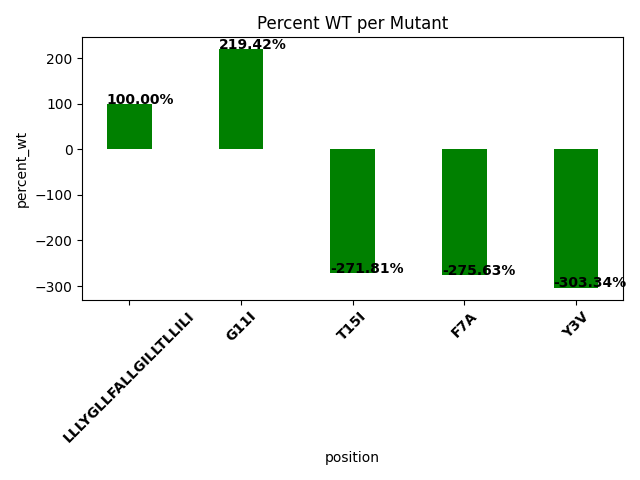 Percent WT per Mutant
percent_wt
200
100
0
−100
−200
−300
100.00%
219.42%
-271.81%
-275.63%
-303.34%
LLLYGLLFALLGILLTLLILI
G11I
T15I
F7A
Y3V
position